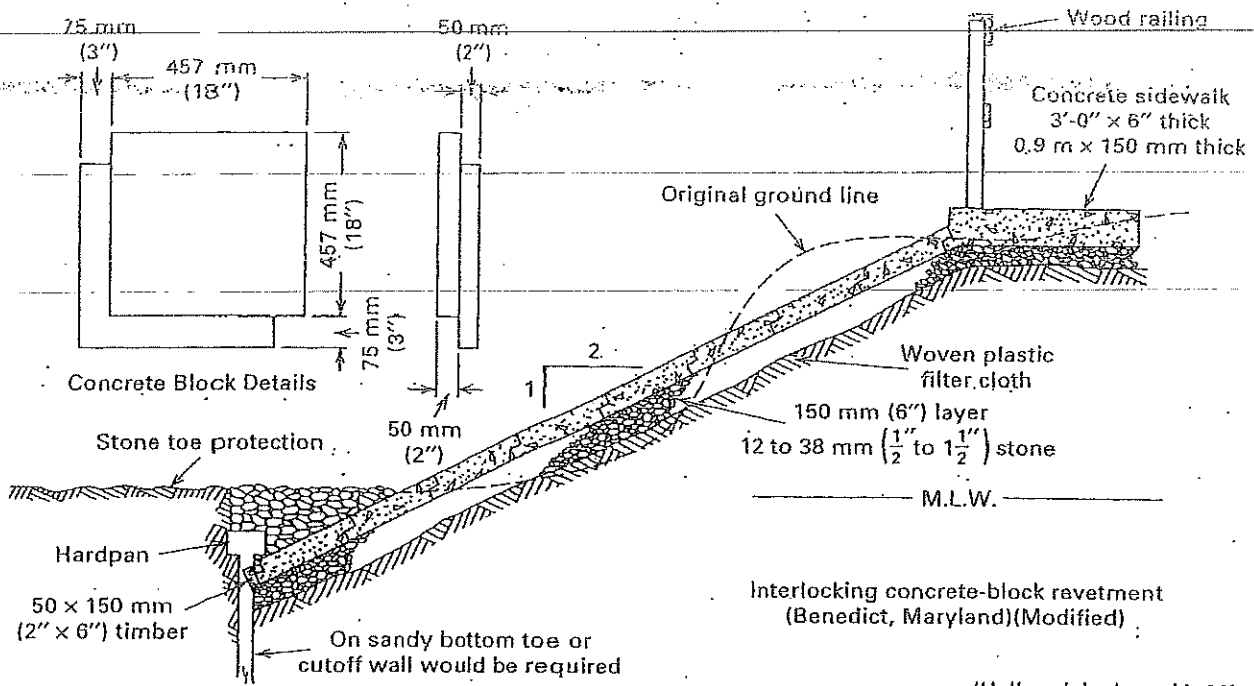 75 mm
(3")
457 mm
(18")
50 mm
(2")
Wood railing
Concrete sidewalk
3'-0" × 6" thick
0.9 m × 150 mm thick
Original ground line
457 mm
(18")
75 mm
(3")
Concrete Block Details
50 mm
(2")
2
1
Woven plastic
filter cloth
150 mm (6") layer
12 to 38 mm (1/2" to 1 1/2") stone
M.L.W.
Stone toe protection
Hardpan
50 × 150 mm
(2" × 6") timber
On sandy bottom toe or
cutoff wall would be required
Interlocking concrete-block revetment
(Benedict, Maryland)(Modified)